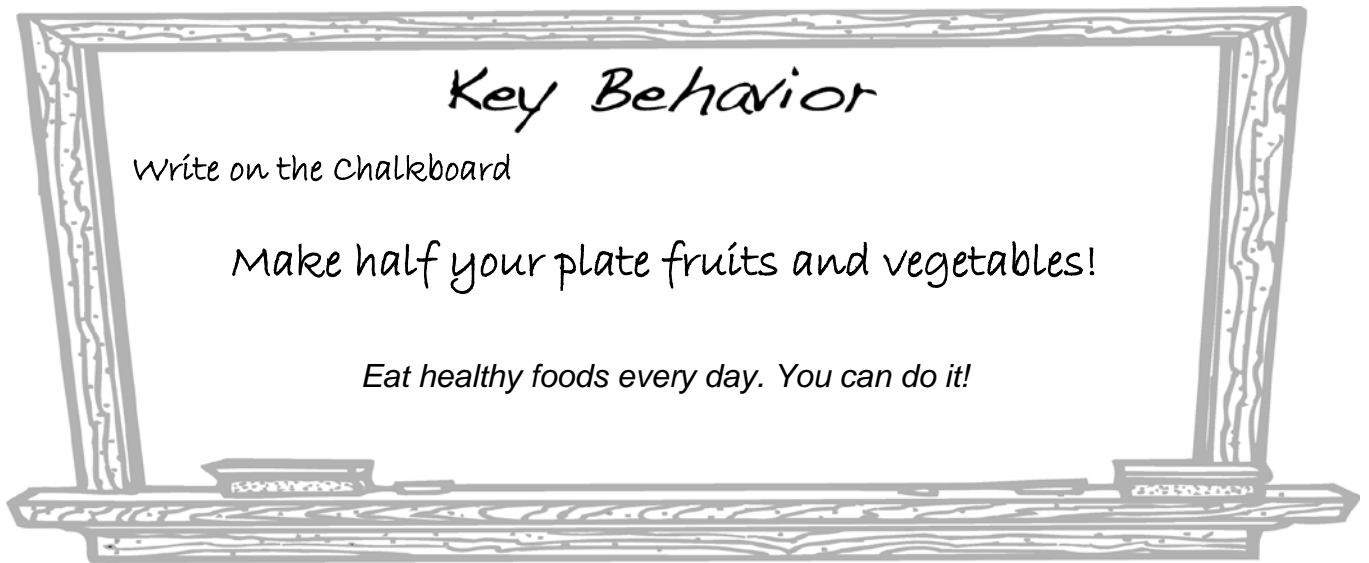 Key Behavior
Write on the Chalkboard
Make half your plate fruits and vegetables!
Eat healthy foods every day. You can do it!